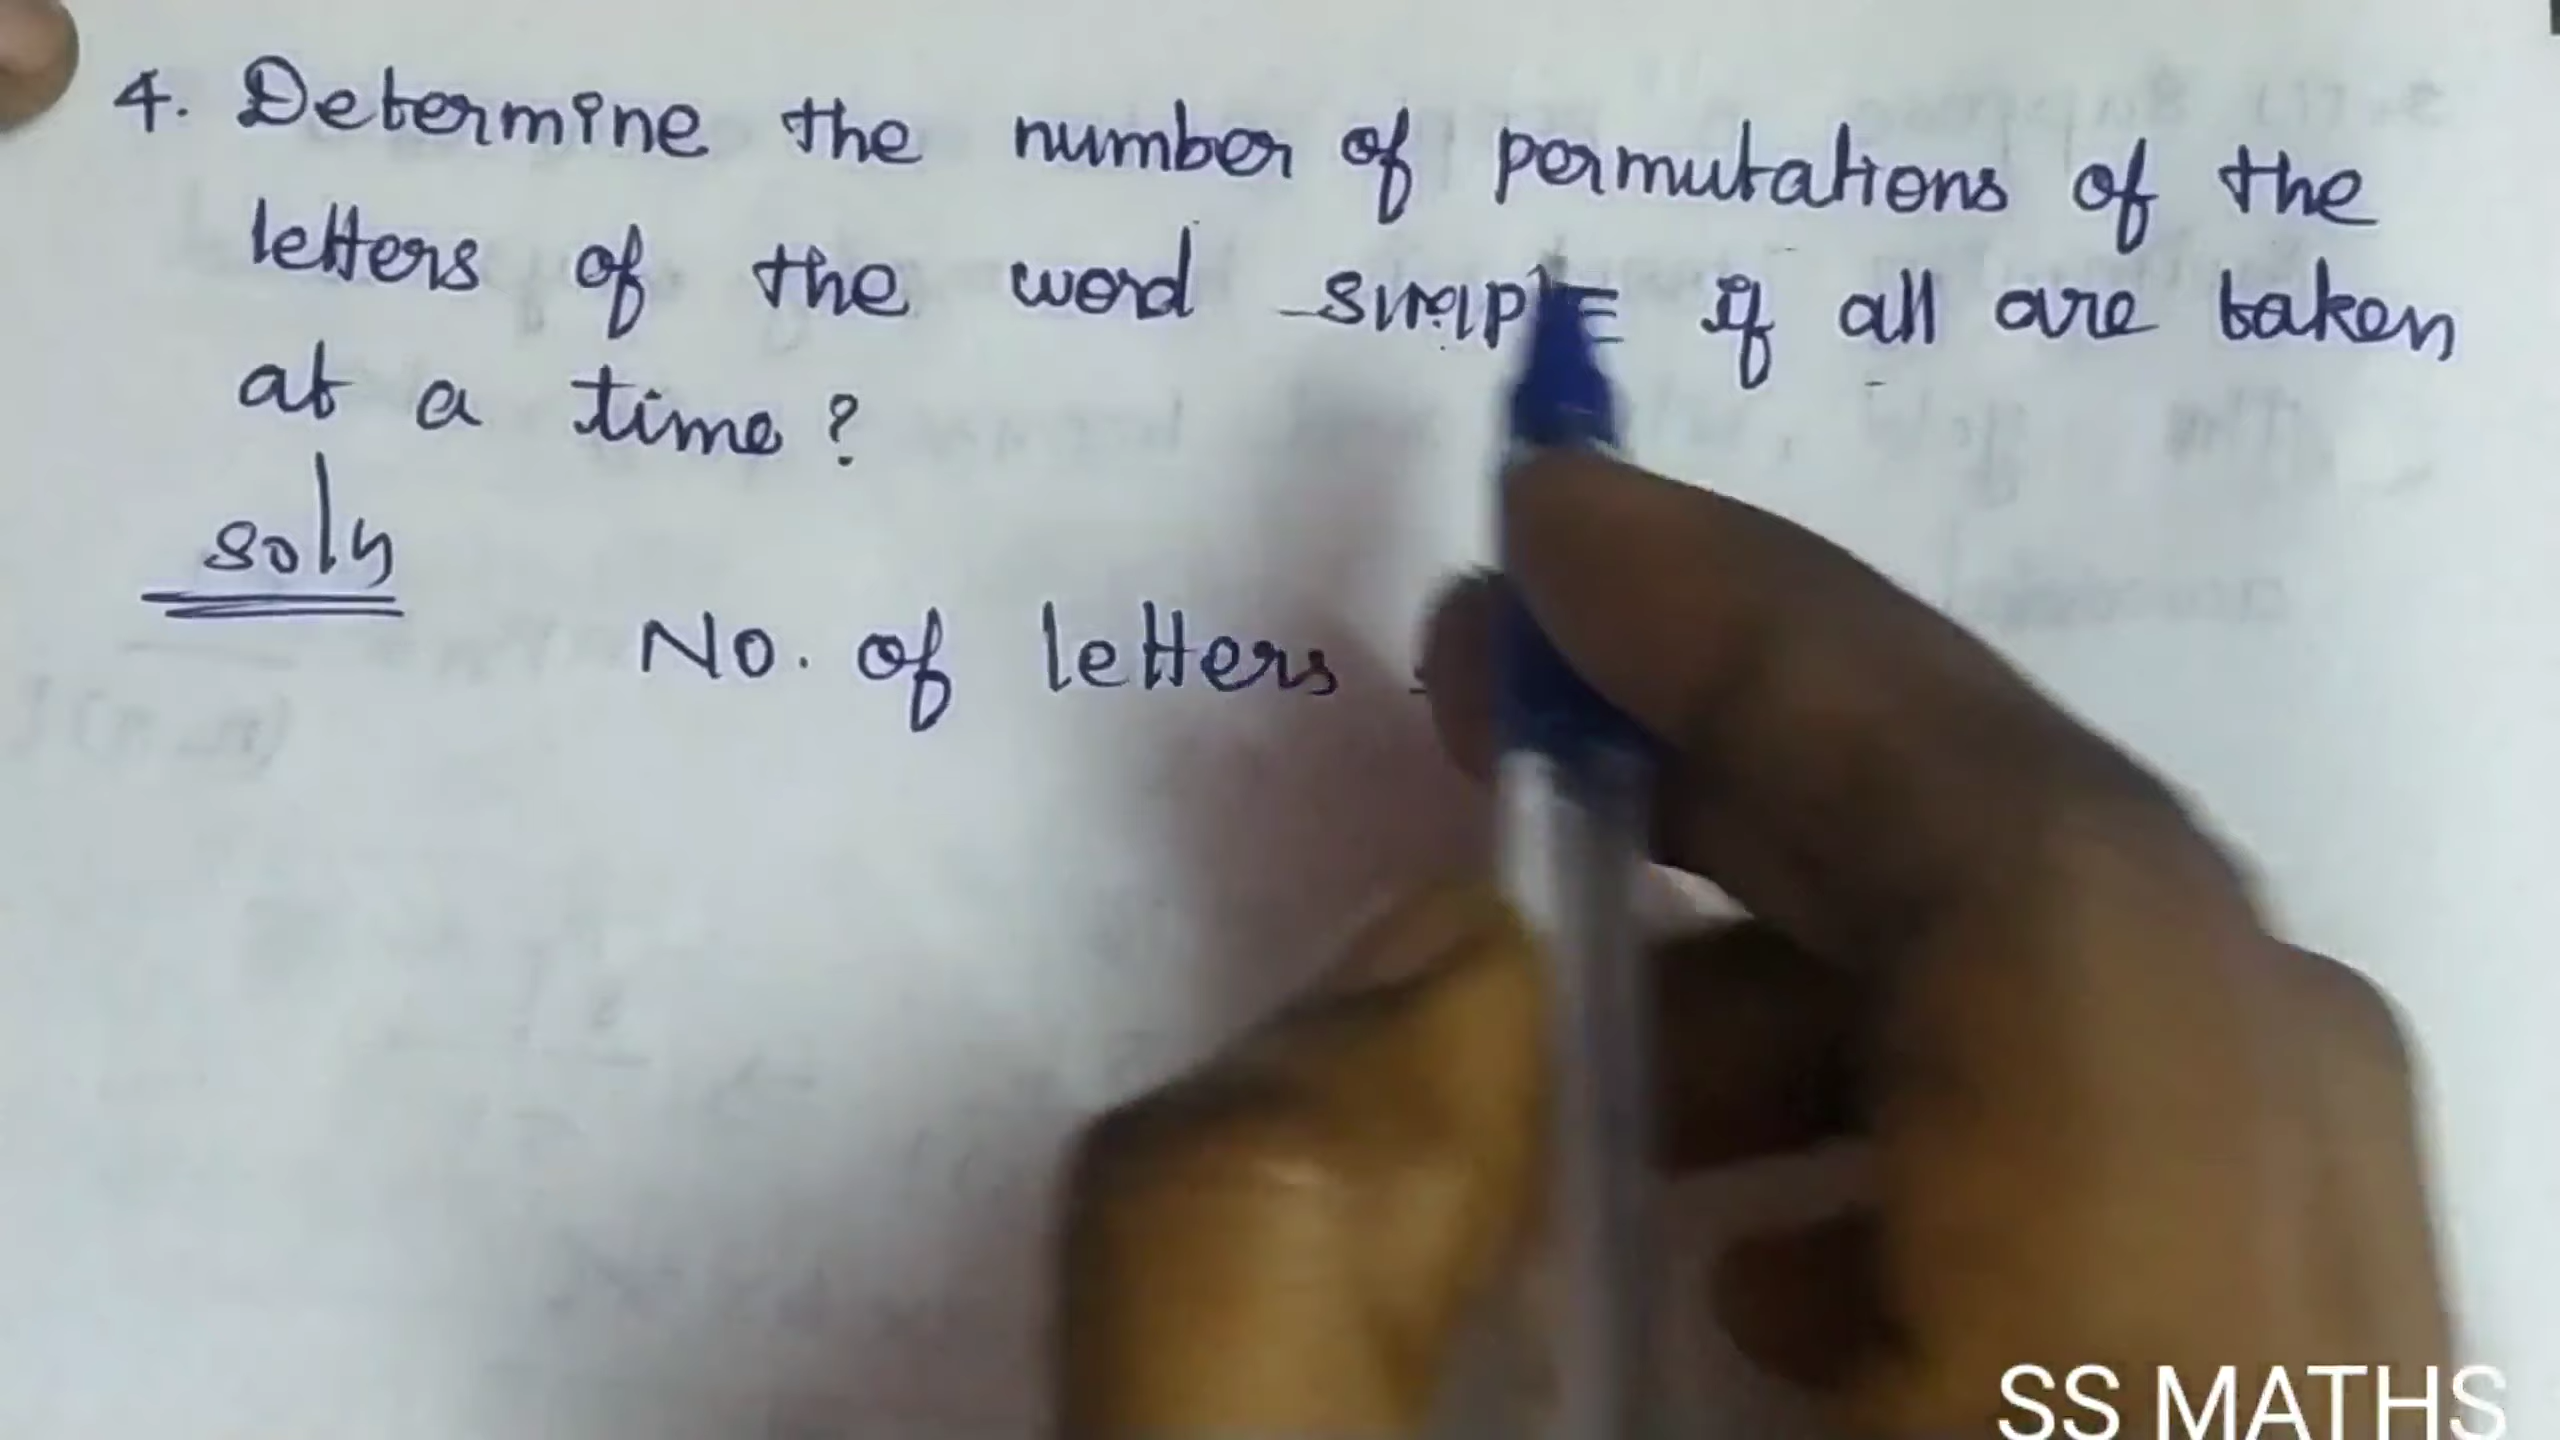 4. Determine the number of permutations of the
letters of the word if all are taken
at a time?
soln
No. of letters
SS MATHS